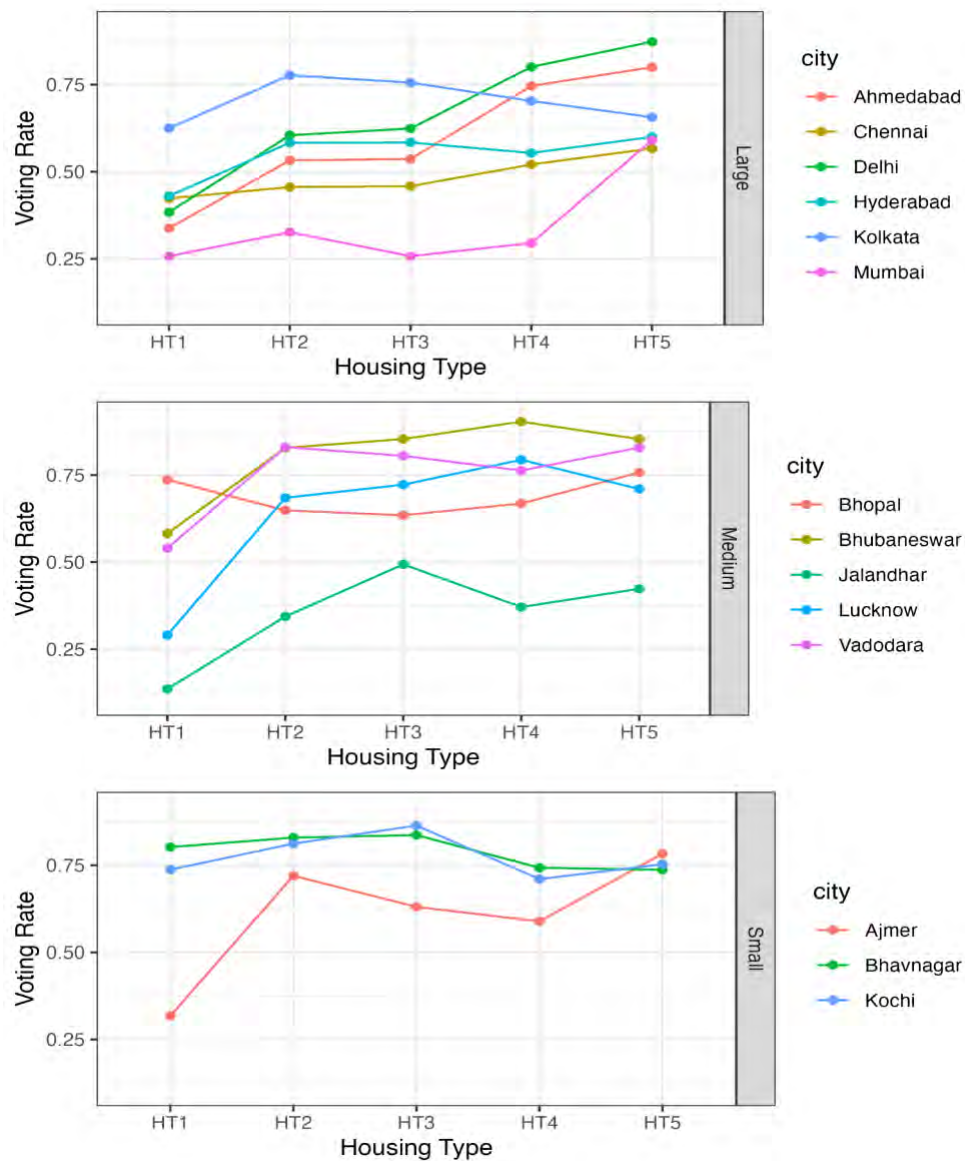 Voting Rate
0.75
0.50
0.25
HT1 HT2 HT3 HT4 HT5
Housing Type
Large
city
Ahmedabad
Chennai
Delhi
Hyderabad
Kolkata
Mumbai
Voting Rate
0.75
0.50
0.25
HT1 HT2 HT3 HT4 HT5
Housing Type
Medium
city
Bhopal
Bhubaneswar
Jalandhar
Lucknow
Vadodara
Voting Rate
0.75
0.50
0.25
HT1 HT2 HT3 HT4 HT5
Housing Type
Small
city
Ajmer
Bhavnagar
Kochi